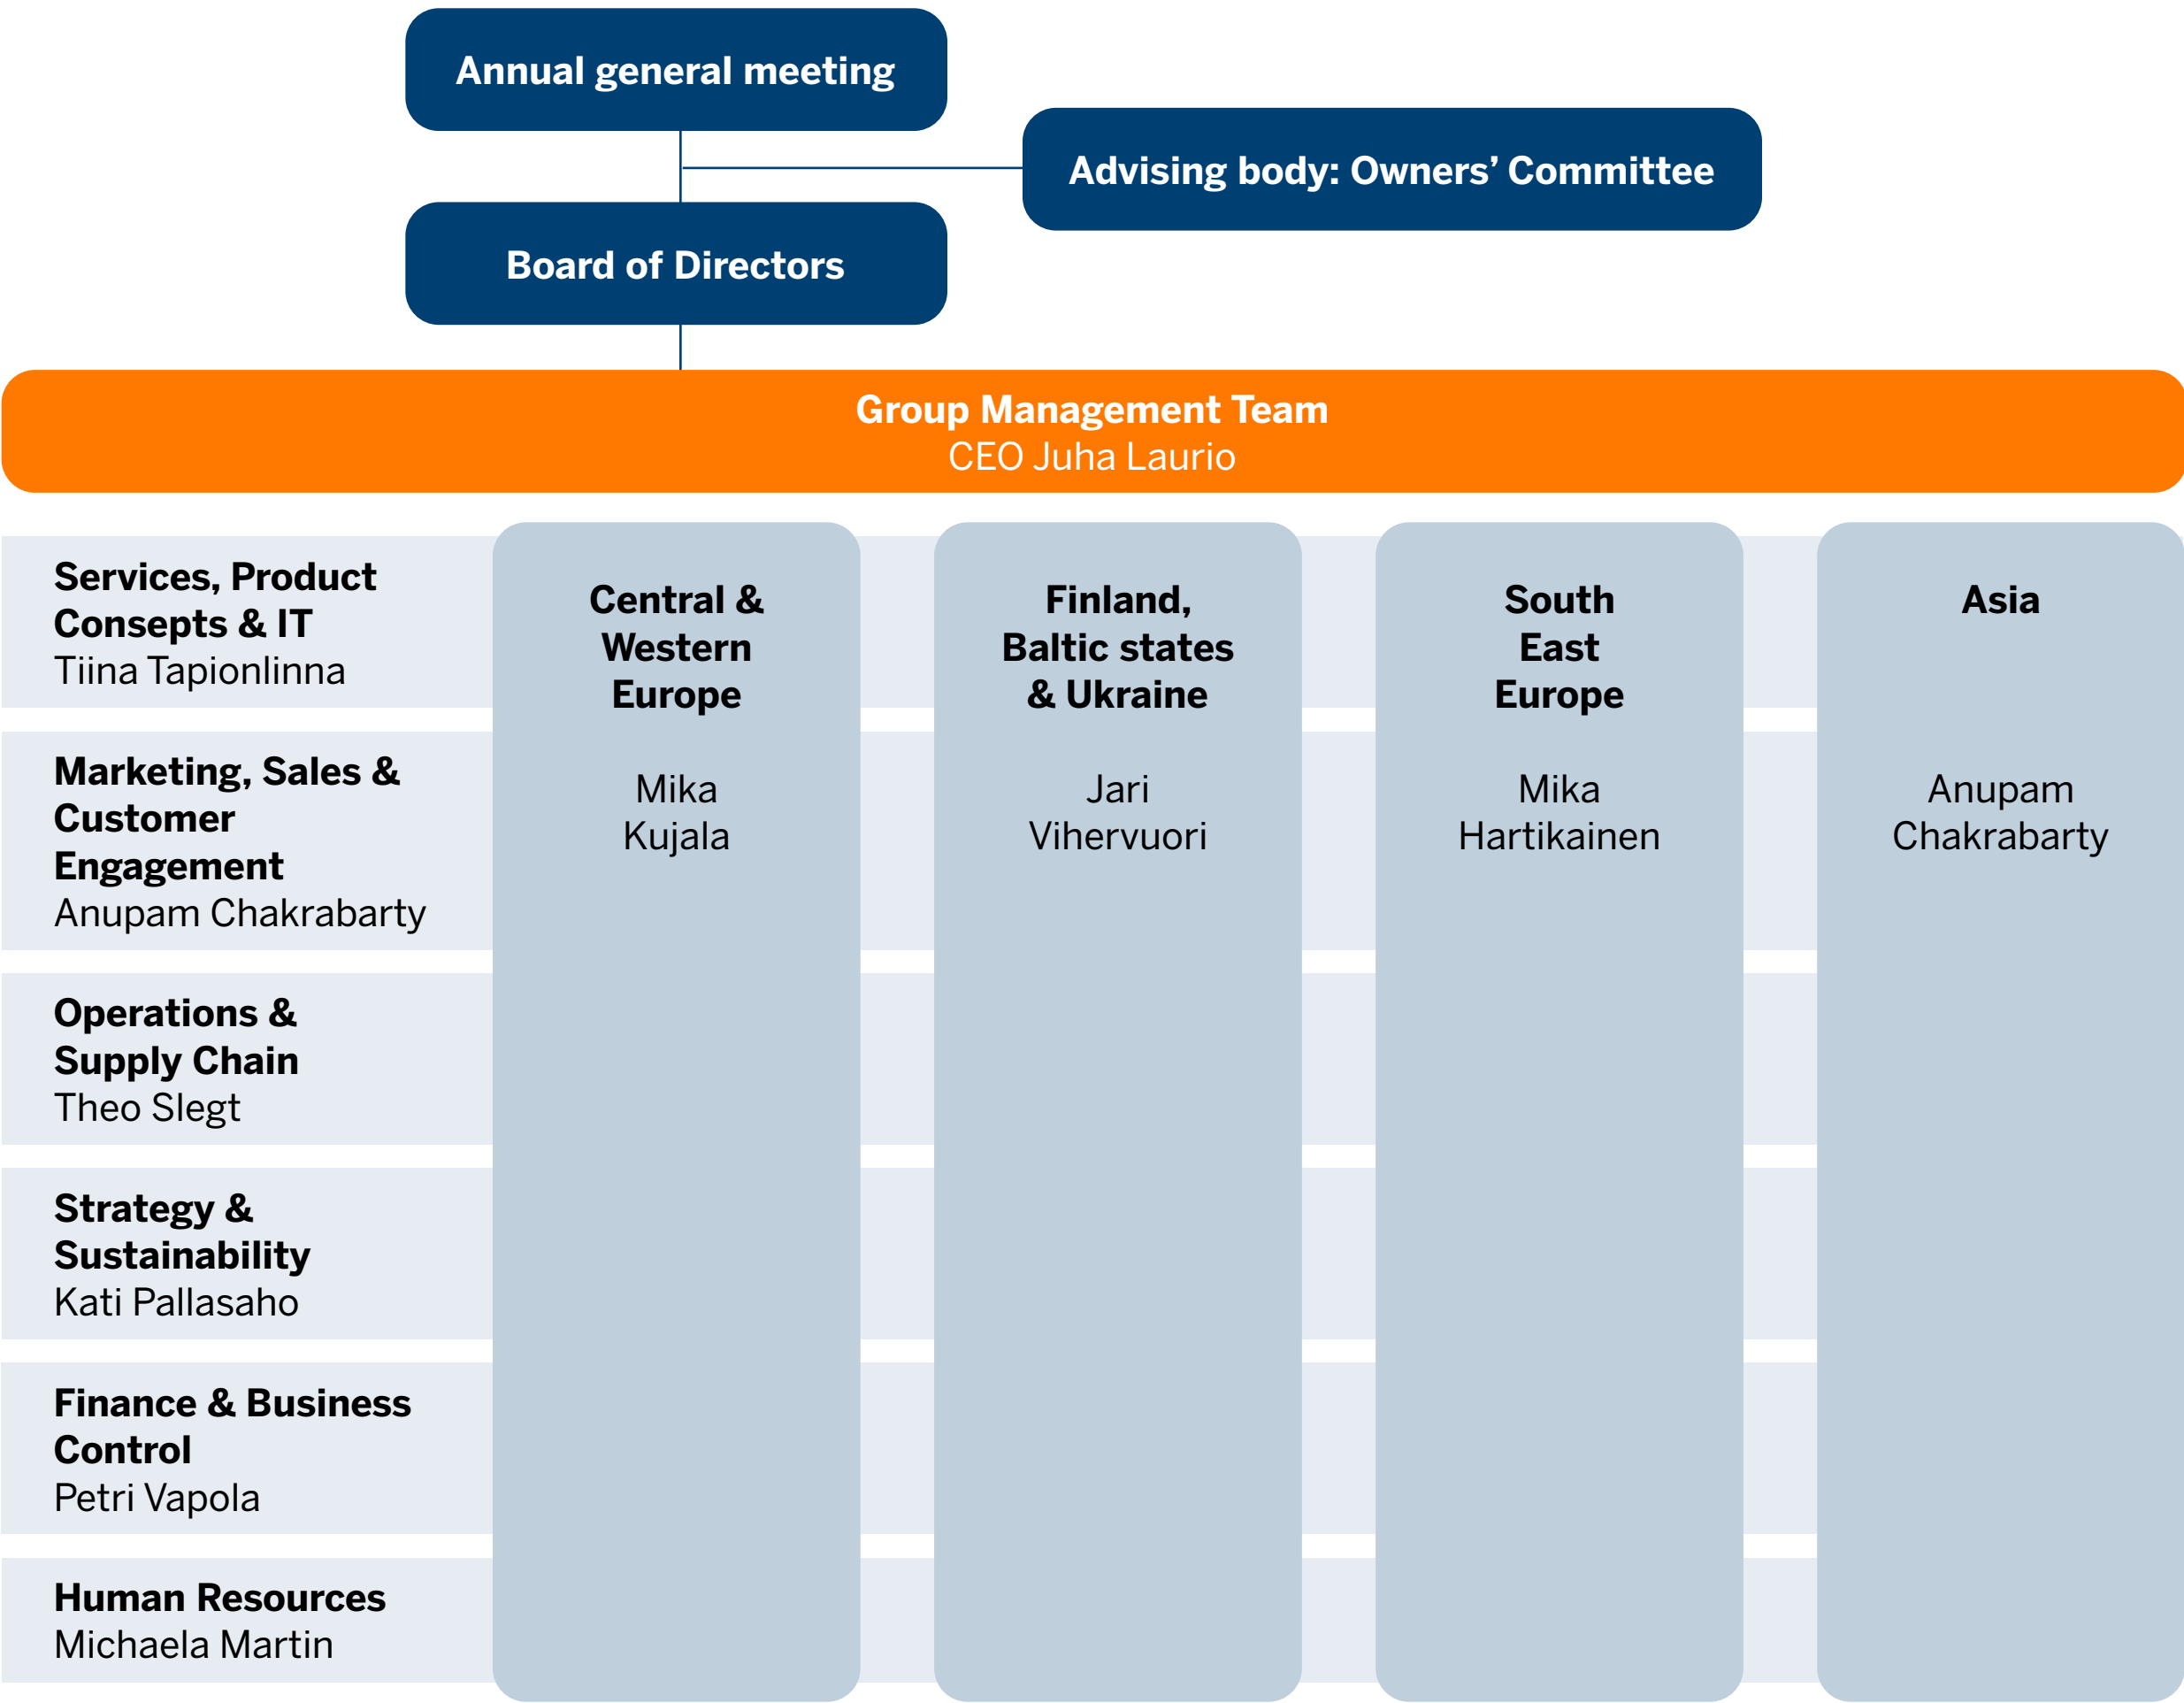 Annual general meeting
Advising body: Owners’ Committee
Board of Directors
Group Management Team
CEO Juha Laurio
Services, Product
Consepts & IT
Tiina Tapionlinna
Marketing, Sales &
Customer
Engagement
Anupam Chakrabarty
Operations &
Supply Chain
Theo Slegt
Strategy &
Sustainability
Kati Pallasaho
Finance & Business
Control
Petri Vapola
Human Resources
Michaela Martin
Central &
Western
Europe
Mika
Kujala
Finland,
Baltic states
& Ukraine
Jari
Vihervuori
South
East
Europe
Mika
Hartikainen
Asia
Anupam
Chakrabarty